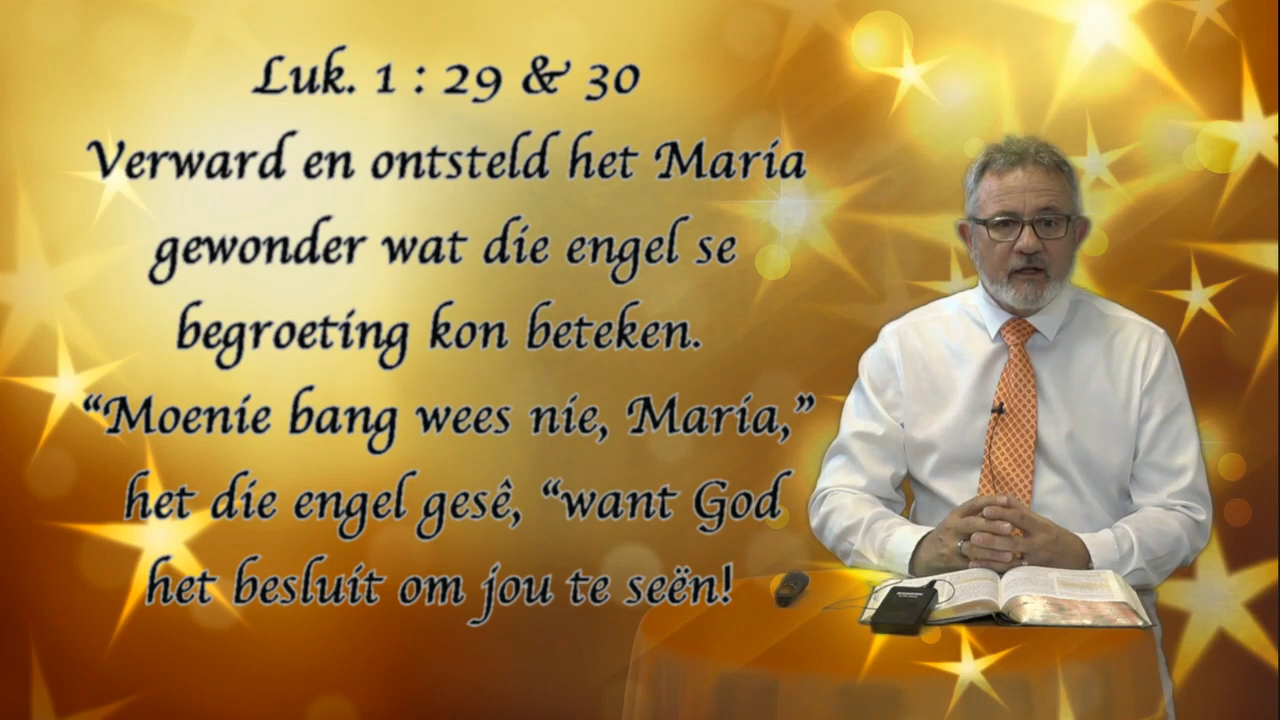 Luk. 1 : 29 & 30
Verward en ontsteld het Maria
gewonder wat die engel se
begroeting kon beteken.
“Moenie bang wees nie, Maria,”
het die engel gesê, “want God
het besluit om jou te seën!